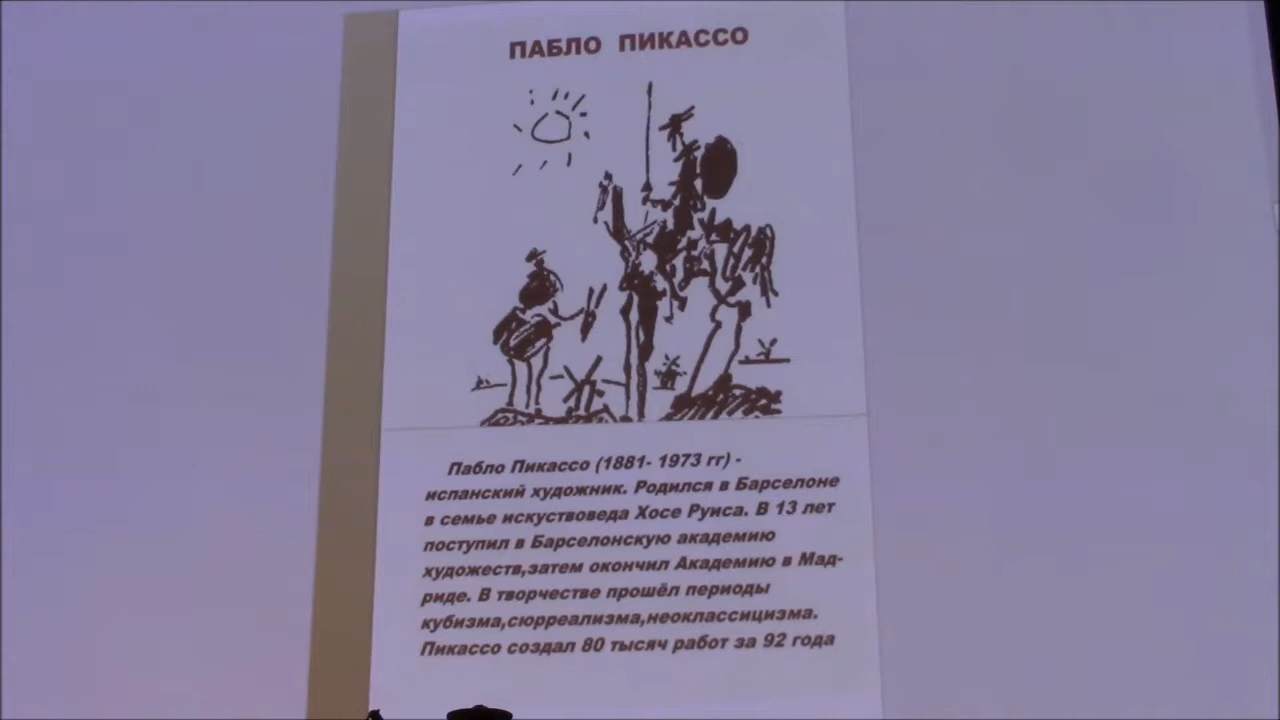 ПАБЛО ПИКАССО
Пабло Пикассо (1881- 1973 гг) -
испанский художник. Родился в Барселоне
в семье искуствоведа Хосе Руиса. В 13 лет
поступил в Барселонскую академию
художеств,затем окончил Академию в Мад-
риде. В творчестве прошёл периоды
кубизма,сюрреализма,неоклассицизма.
Пикассо создал 80 тысяч работ за 92 года